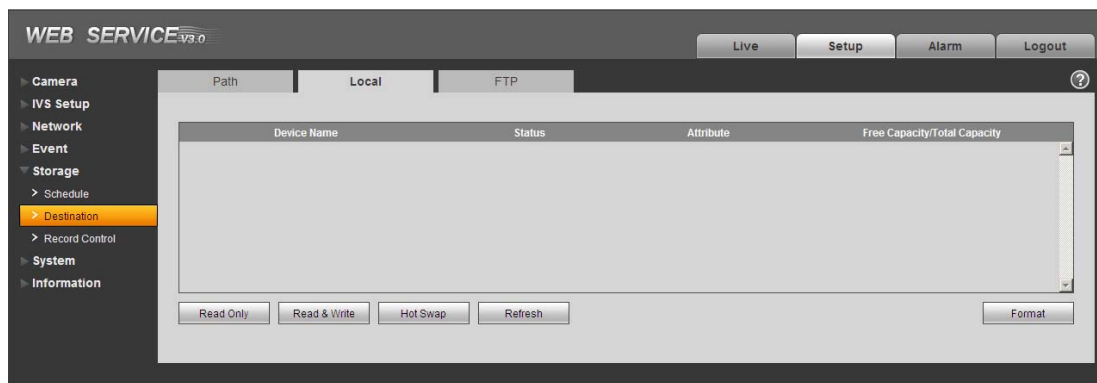 WEB SERVICE V3.0
Live Setup Alarm Logout
Path Local FTP ?
Camera
IVS Setup
Network
Event
Storage
Schedule
Destination
Record Control
System
Information
Device Name Status Attribute Free Capacity/Total Capacity
Read Only Read & Write Hot Swap Refresh Format